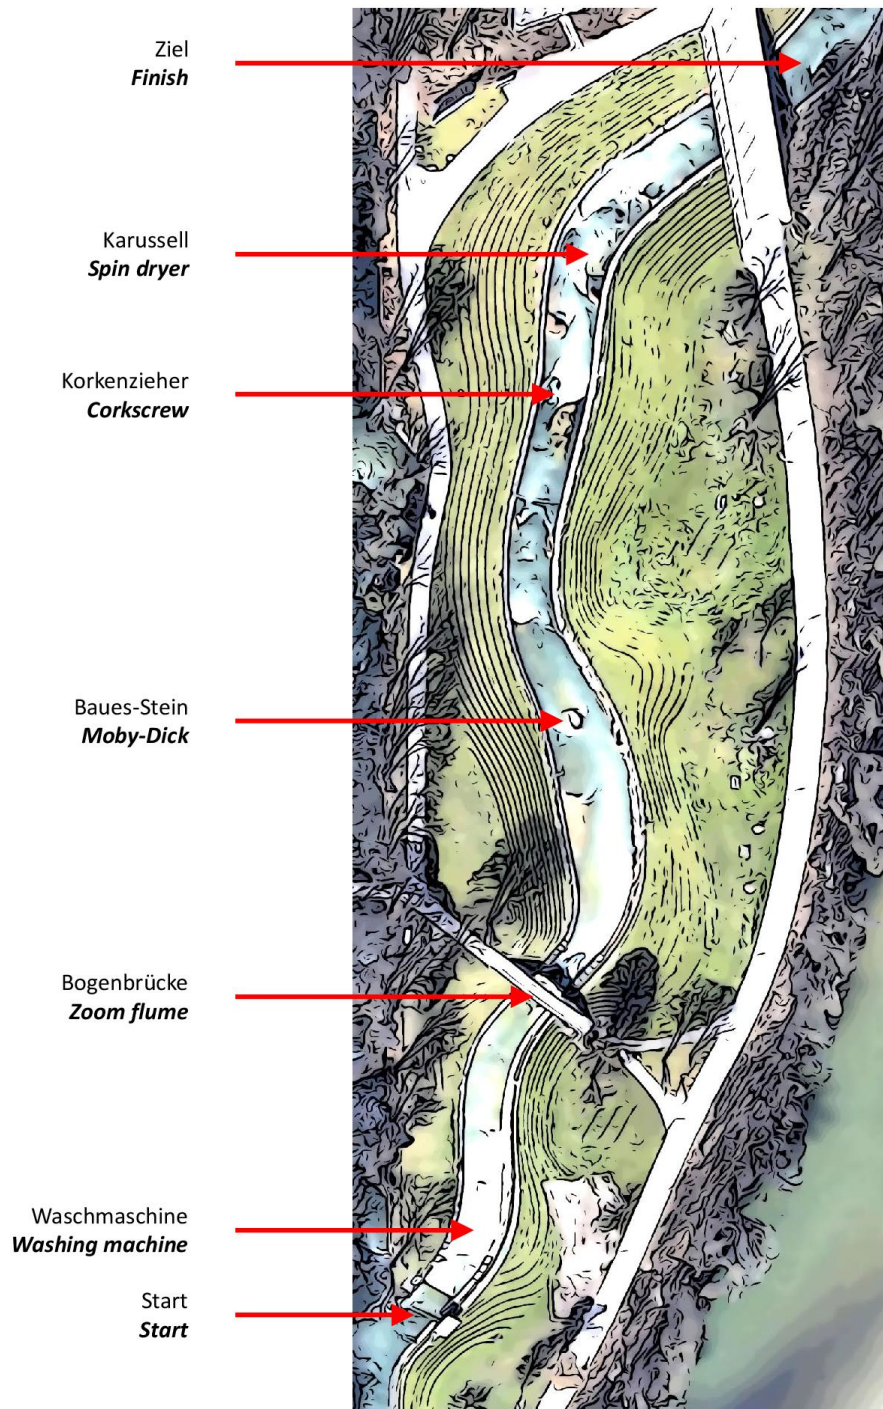 Ziel
Finish
Karussell
Spin dryer
Korkenzieher
Corkscrew
Baues-Stein
Moby-Dick
Bogenbrücke
Zoom flume
Waschmaschine
Washing machine
Start
Start